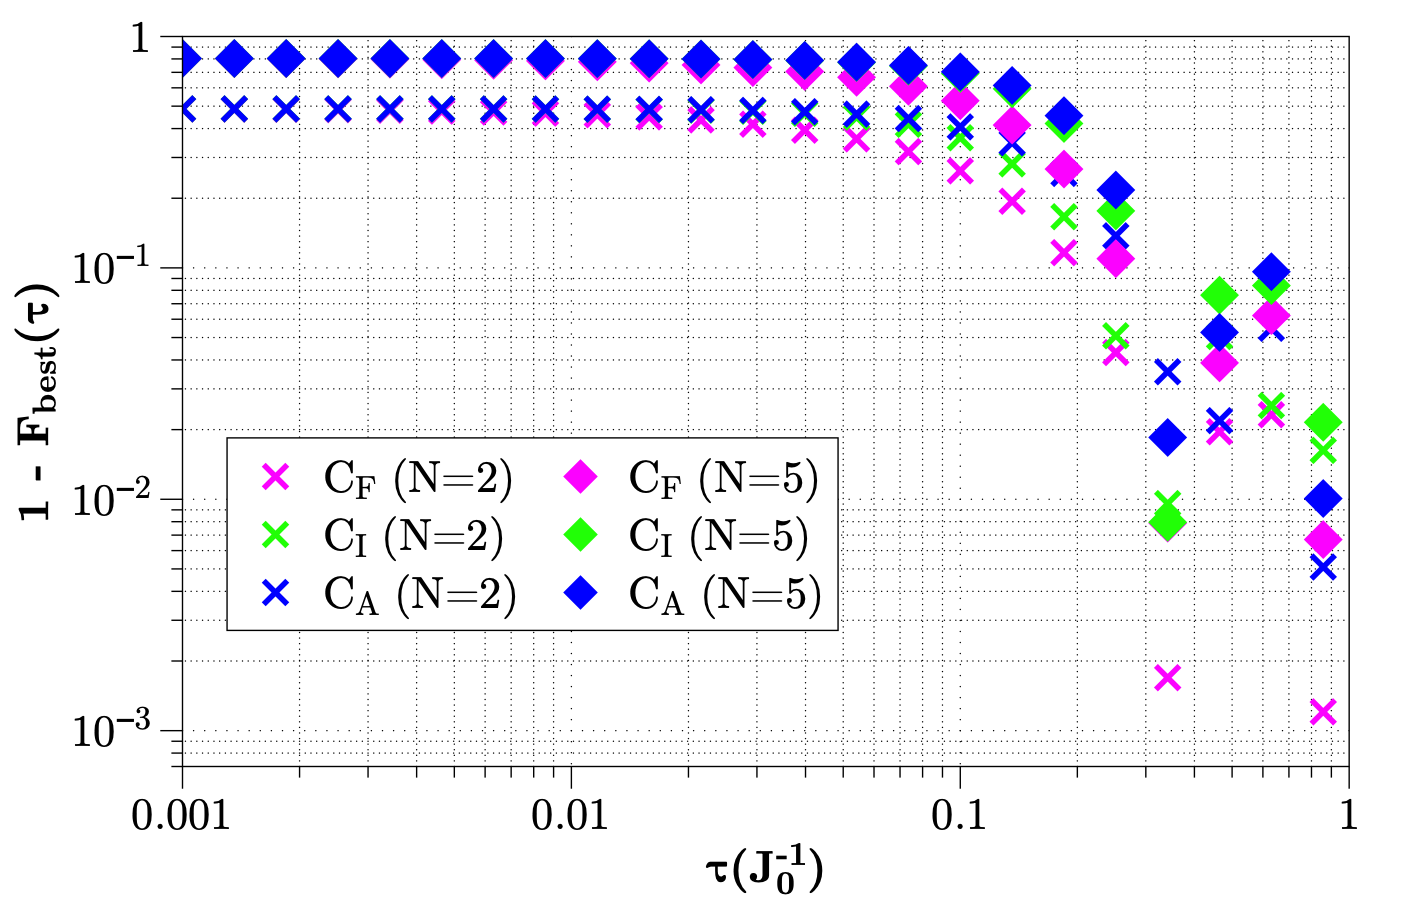 1
10⁻¹
10⁻²
10⁻³
1 - F_best(τ)
C_F (N=2)
C_F (N=5)
C_I (N=2)
C_I (N=5)
C_A (N=2)
C_A (N=5)
0.001
0.01
0.1
1
τ(J₀⁻¹)